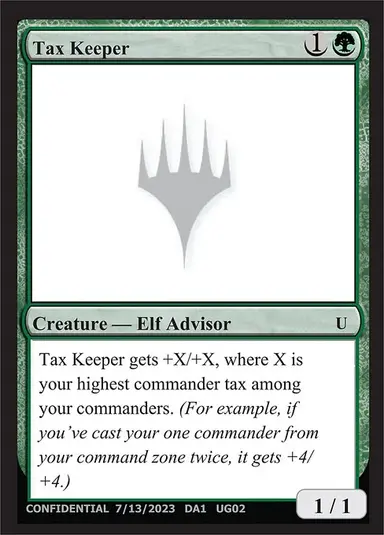 Tax Keeper 1
Creature — Elf Advisor U
Tax Keeper gets +X/+X, where X is
your highest commander tax among
your commanders. (For example, if
you've cast your one commander from
your command zone twice, it gets +4/
+4.)
CONFIDENTIAL 7/13/2023 DA1 UG02
1 / 1